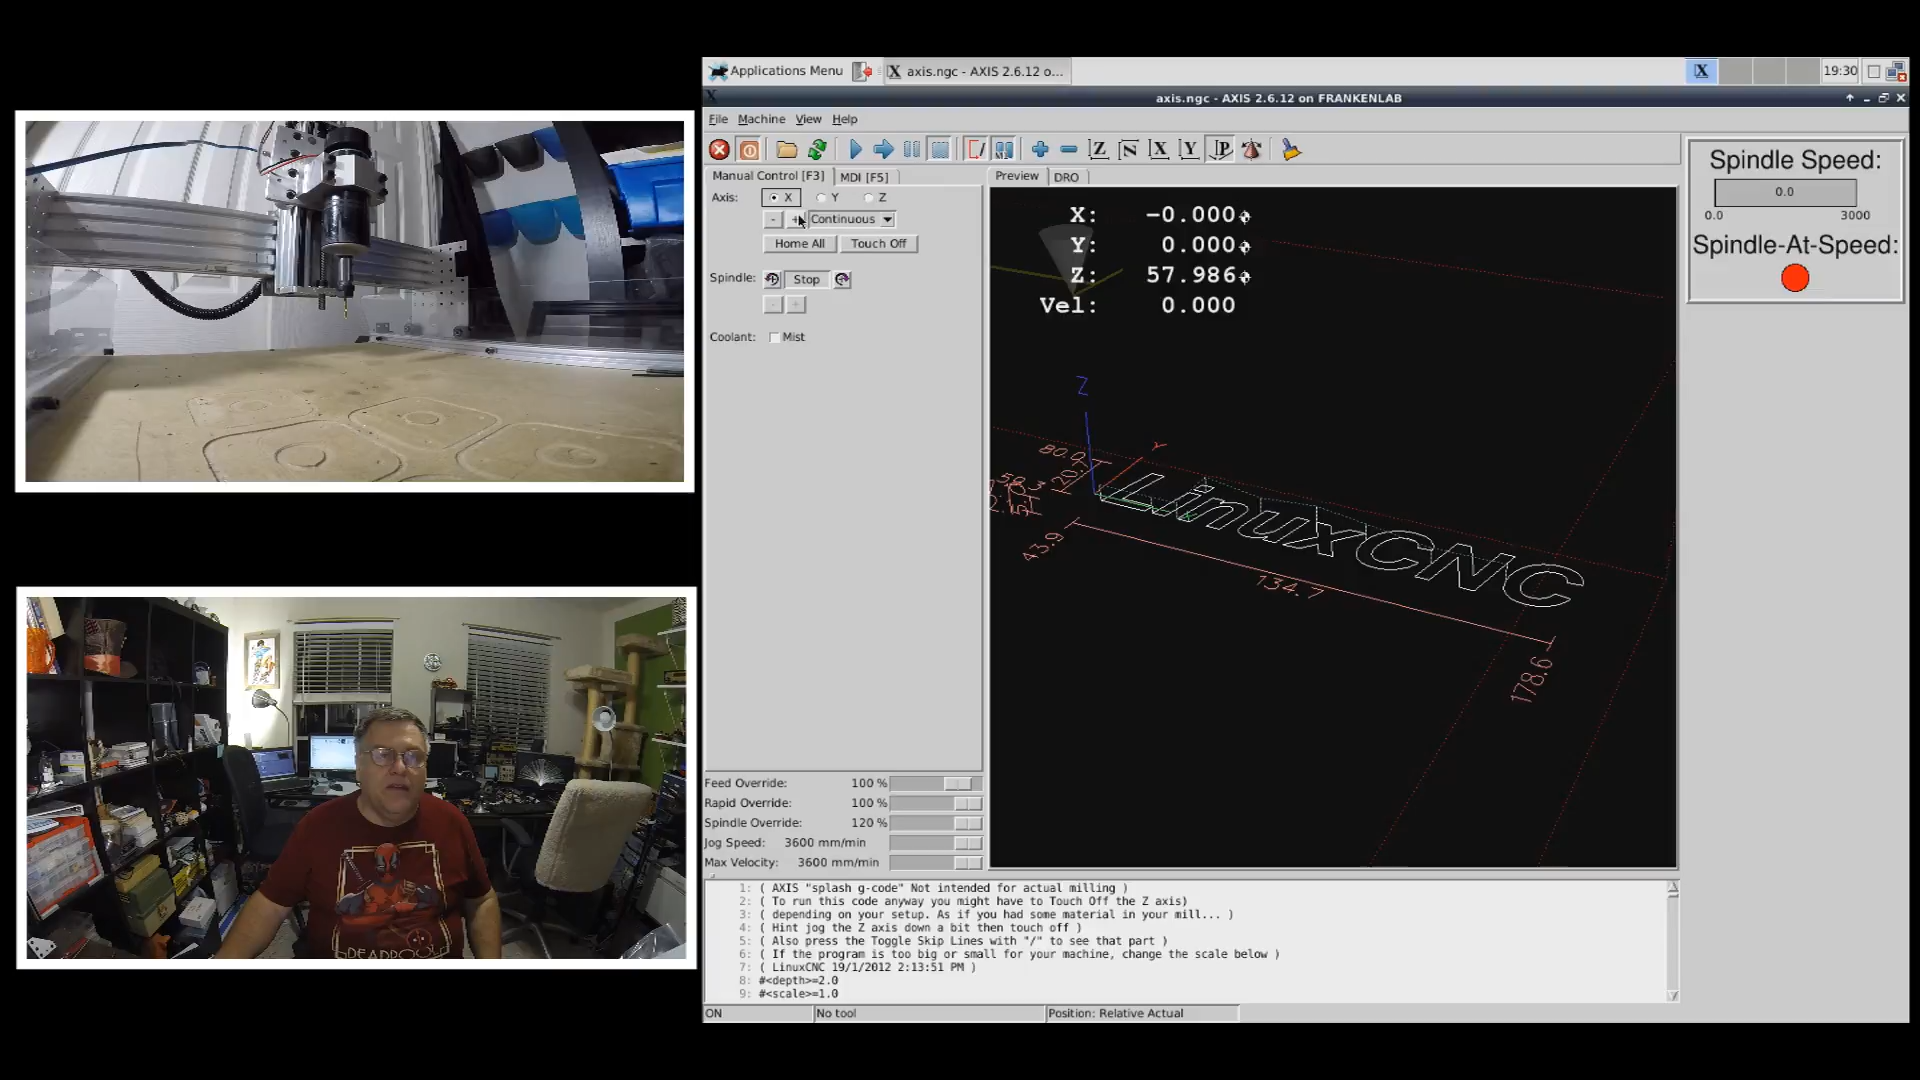 Applications Menu
axis.ngc - AXIS 2.6.12 o...
19:30
axis.ngc - AXIS 2.6.12 on FRANKENLAB
File Machine View Help
Manual Control [F3] MDI [F5]
Preview DRO
Axis: X Y Z
- + Continuous
Home All Touch Off
Spindle: Stop
- +
Coolant: Mist
X: -0.000
Y: 0.000
Z: 57.986
Vel: 0.000
Z
Y
80.0
43.9
134.7
178.6
LinuxCNC
Spindle Speed:
0.0
0.0 3000
Spindle-At-Speed:
DEADPOOL
Feed Override: 100 %
Rapid Override: 100 %
Spindle Override: 120 %
Jog Speed: 3600 mm/min
Max Velocity: 3600 mm/min
1: ( AXIS "splash g-code" Not intended for actual milling )
2: ( To run this code anyway you might have to Touch Off the Z axis)
3: ( depending on your setup. As if you had some material in your mill... )
4: ( Hint jog the Z axis down a bit then touch off )
5: ( Also press the Toggle Skip Lines with "/" to see that part )
6: ( If the program is too big or small for your machine, change the scale below )
7: ( LinuxCNC 19/1/2012 2:13:51 PM )
8: #<depth>=2.0
9: #<scale>=1.0
ON No tool Position: Relative Actual